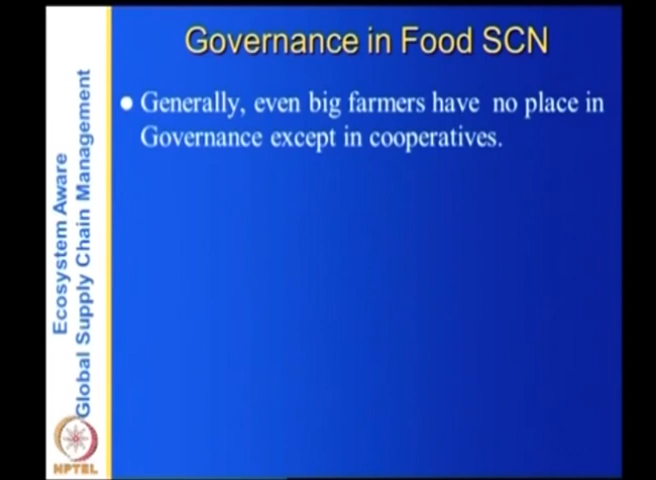 Governance in Food SCN
● Generally, even big farmers have no place in
Governance except in cooperatives.
Ecosystem Aware
Global Supply Chain Management
NPTEL